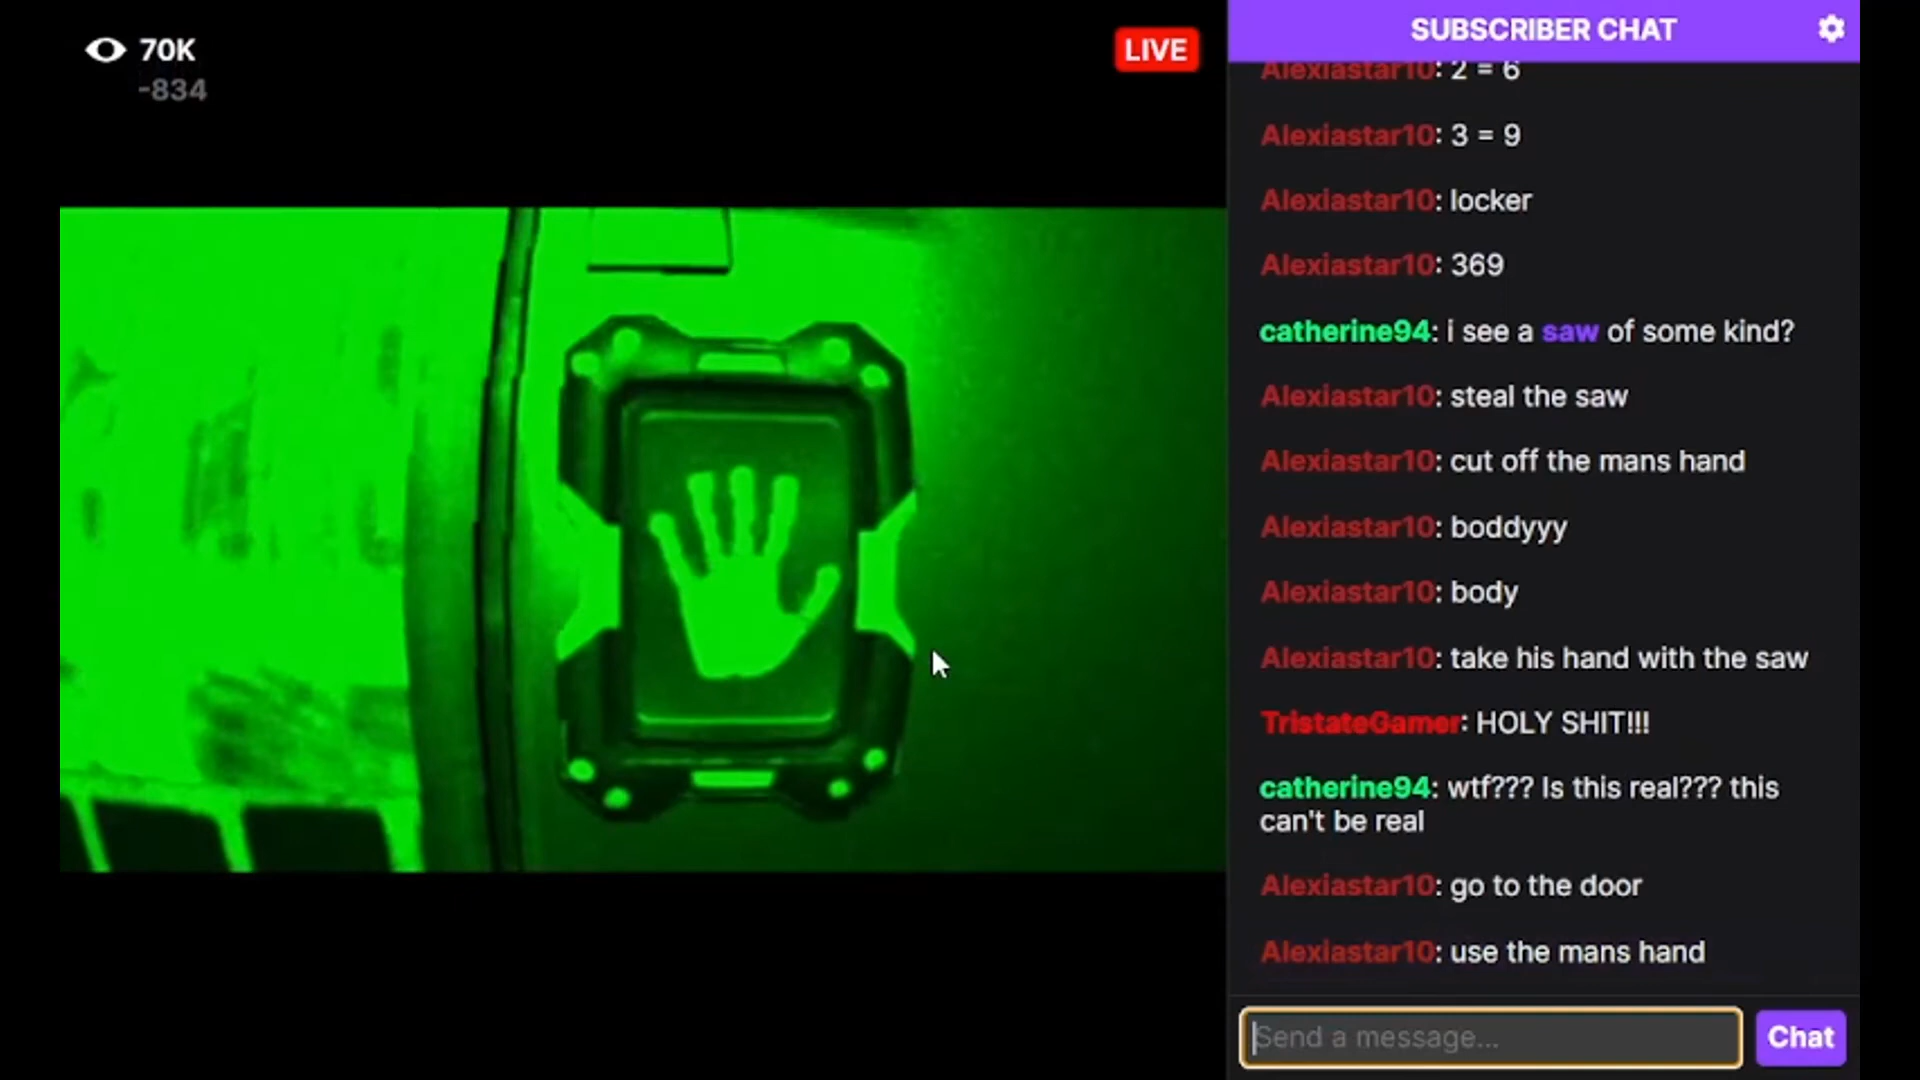 70K
-834
LIVE
SUBSCRIBER CHAT
Alexiastar10: 2 = 6
Alexiastar10: 3 = 9
Alexiastar10: locker
Alexiastar10: 369
catherine94: i see a saw of some kind?
Alexiastar10: steal the saw
Alexiastar10: cut off the mans hand
Alexiastar10: boddyyy
Alexiastar10: body
Alexiastar10: take his hand with the saw
TristateGamer: HOLY SHIT!!!
catherine94: wtf??? Is this real??? this
can't be real
Alexiastar10: go to the door
Alexiastar10: use the mans hand
Send a message...
Chat